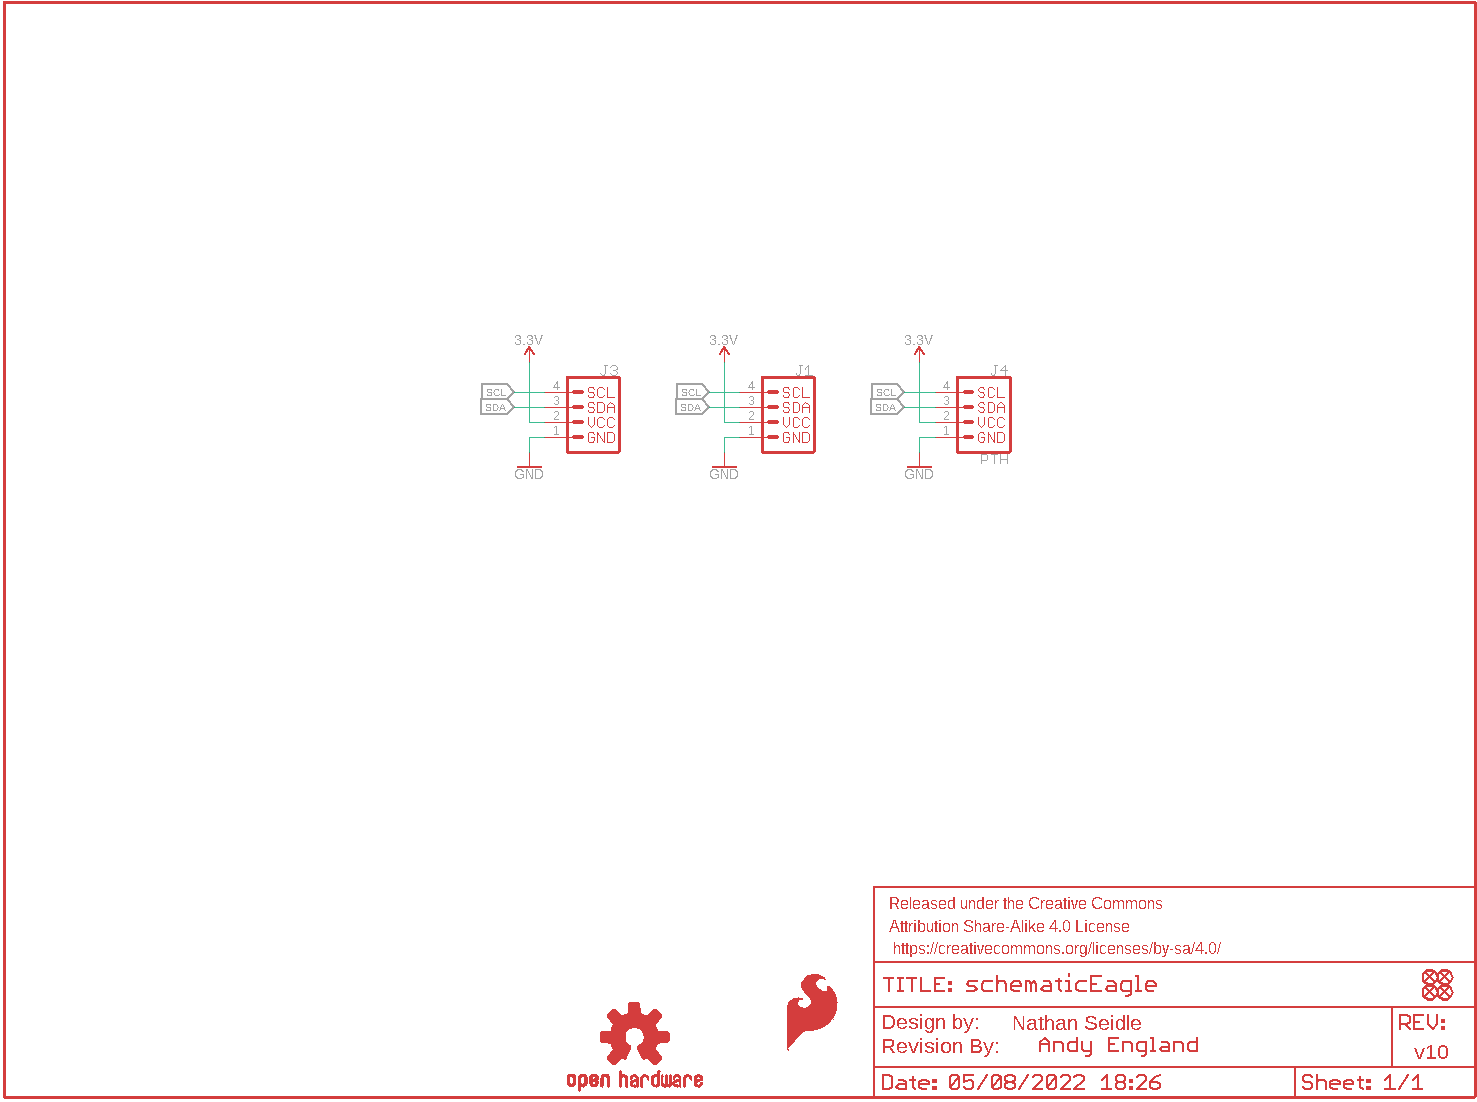 3.3V 3.3V 3.3V
J3 J1 J4
SCL 4 SCL SCL 4 SCL SCL 4 SCL
SDA 3 SDA SDA 3 SDA SDA 3 SDA
2 VCC 2 VCC 2 VCC
1 GND 1 GND 1 GND
PTH
GND GND GND
Released under the Creative Commons
Attribution Share-Alike 4.0 License
https://creativecommons.org/licenses/by-sa/4.0/
TITLE: schematicEagle
Design by: Nathan Seidle
REV:
Revision By: Andy England
v10
Date: 05/08/2022 18:26
Sheet: 1/1
open hardware